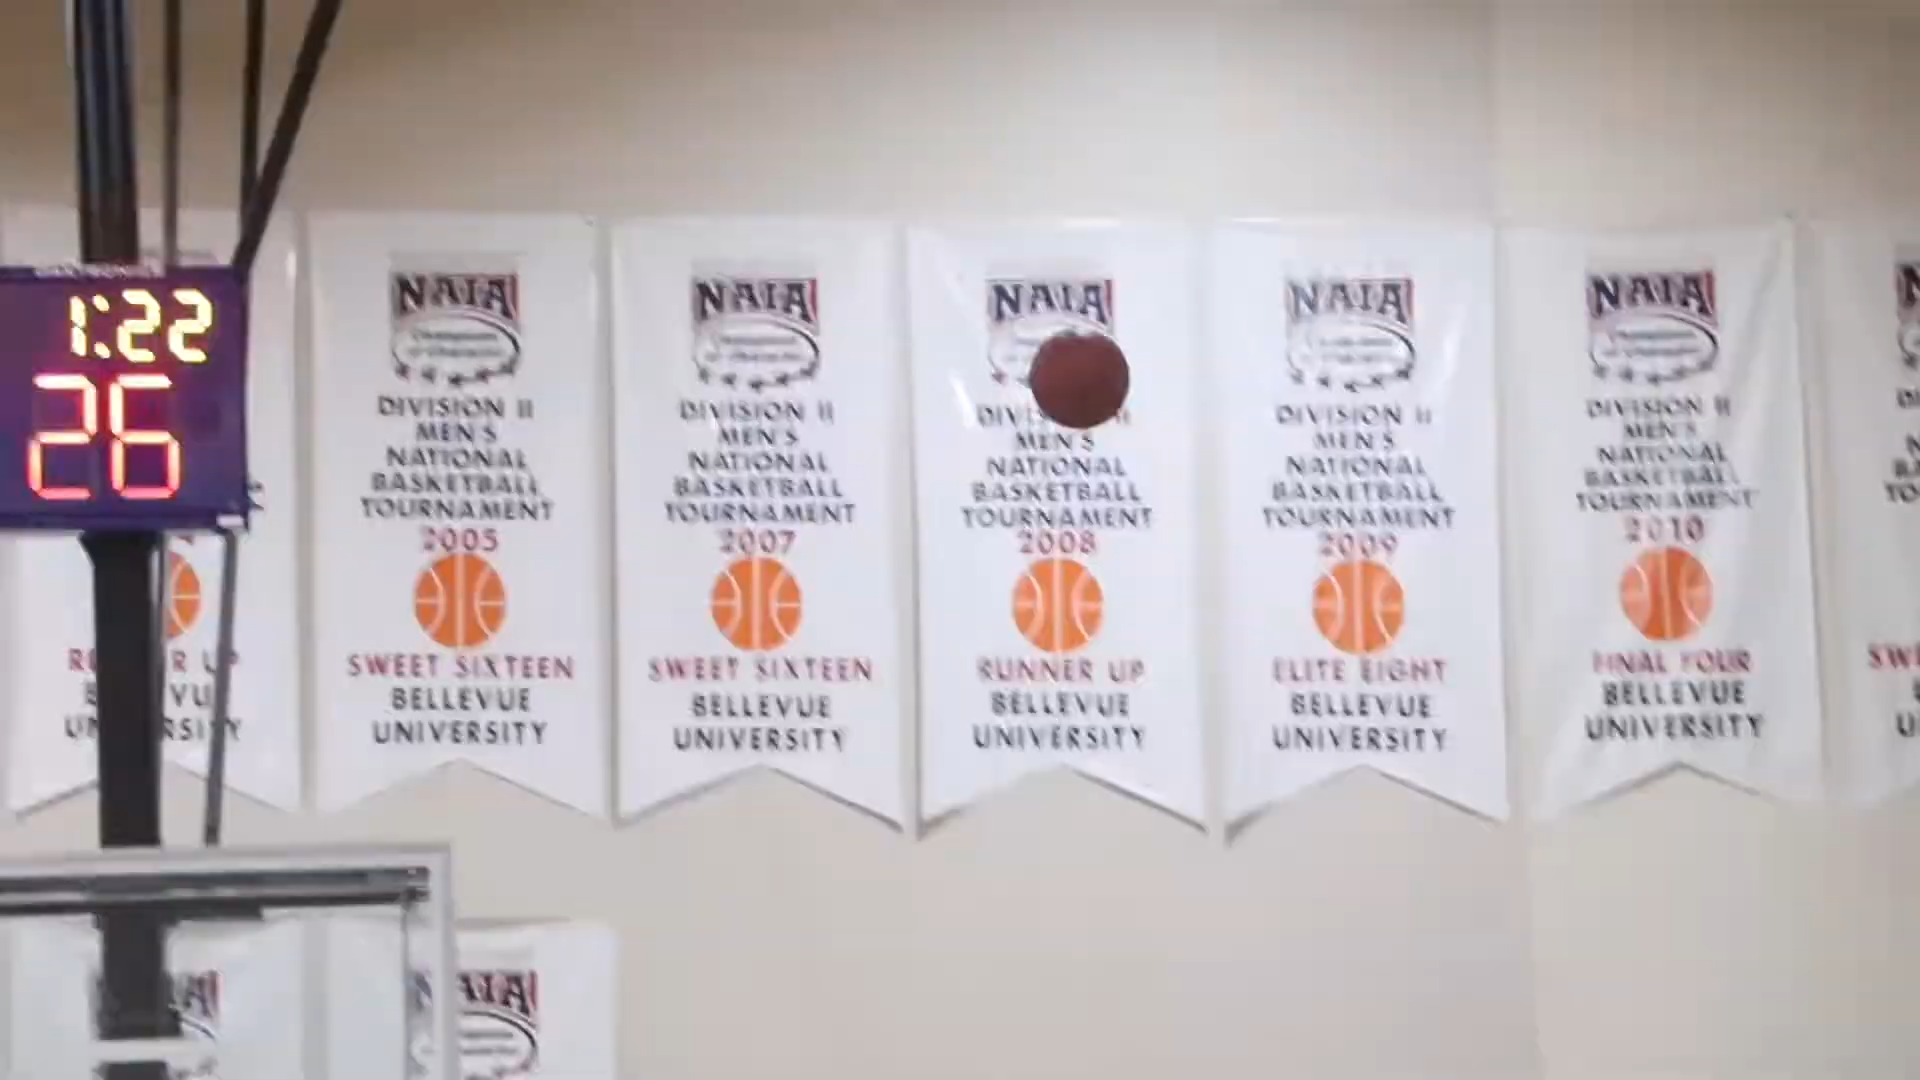 1:22
26
RUNNER UP
UNIVERSITY
NAIA
DIVISION II
MEN'S
NATIONAL
BASKETBALL
TOURNAMENT
2005
SWEET SIXTEEN
BELLEVUE
UNIVERSITY
NAIA
DIVISION II
MEN'S
NATIONAL
BASKETBALL
TOURNAMENT
2007
SWEET SIXTEEN
BELLEVUE
UNIVERSITY
NAIA
MEN'S
NATIONAL
BASKETBALL
TOURNAMENT
2008
RUNNER UP
BELLEVUE
UNIVERSITY
NAIA
DIVISION II
MEN'S
NATIONAL
BASKETBALL
TOURNAMENT
2009
ELITE EIGHT
BELLEVUE
UNIVERSITY
NAIA
DIVISION II
MEN'S
NATIONAL
BASKETBALL
TOURNAMENT
2010
FINAL FOUR
BELLEVUE
UNIVERSITY